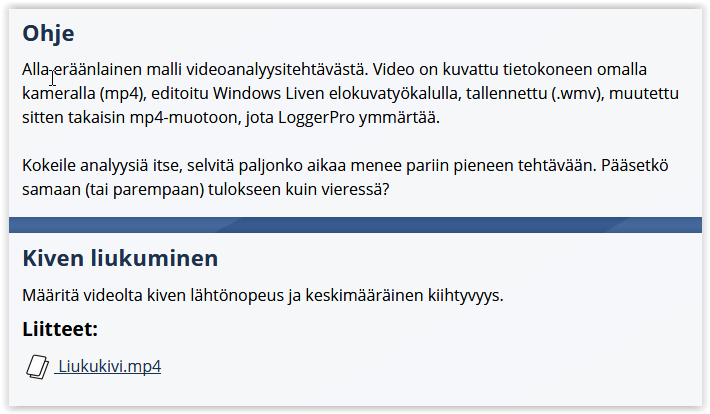 Ohje
Alla eräänlainen malli videoanalyysitehtävästä. Video on kuvattu tietokoneen omalla
kameralla (mp4), editoitu Windows Liven elokuvatyökalulla, tallennettu (.wmv), muutettu
sitten takaisin mp4-muotoon, jota LoggerPro ymmärtää.
Kokeile analyysiä itse, selvitä paljonko aikaa menee pariin pieneen tehtävään. Pääsetkö
samaan (tai parempaan) tulokseen kuin vieressä?
Kiven liukuminen
Määritä videolta kiven lähtönopeus ja keskimääräinen kiihtyvyys.
Liitteet:
Liukukivi.mp4